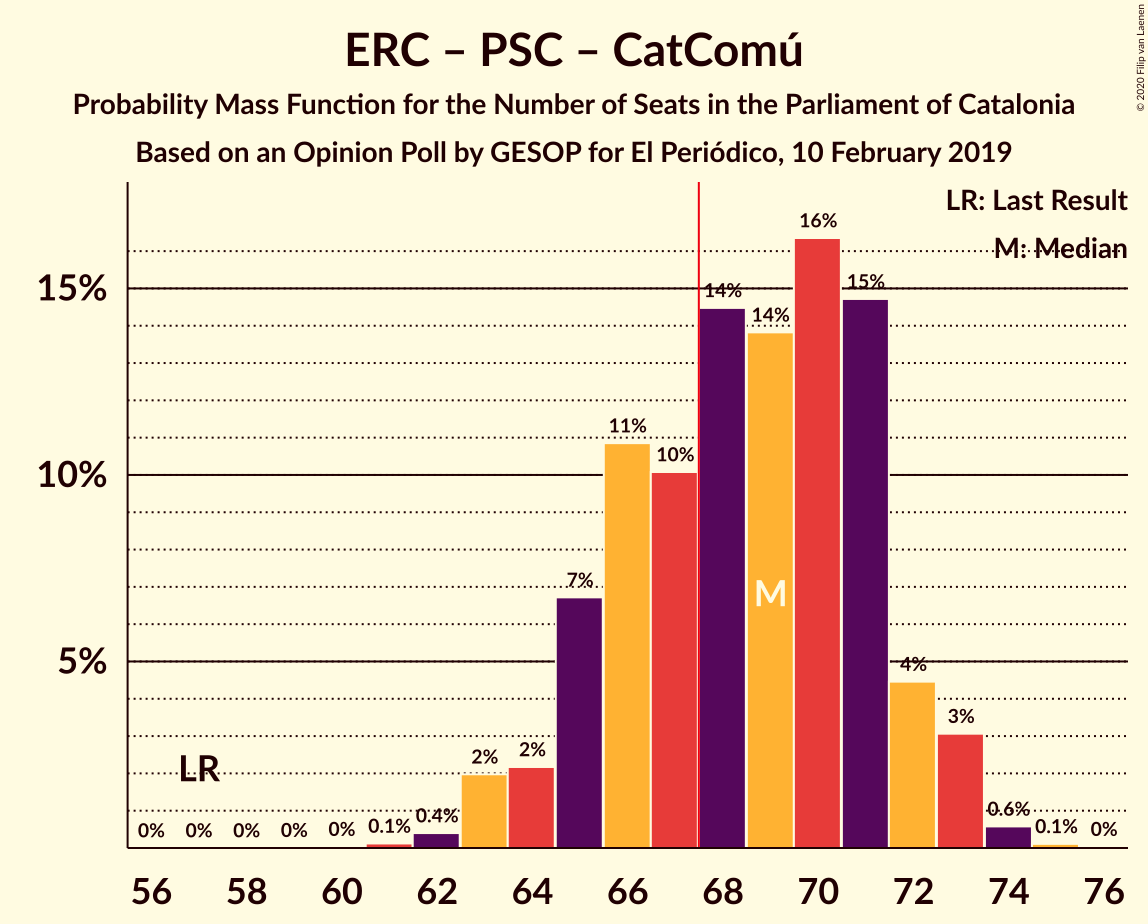 ERC – PSC – CatComú
Probability Mass Function for the Number of Seats in the Parliament of Catalonia
Based on an Opinion Poll by GESOP for El Periódico, 10 February 2019
© 2020 Filip van Laenen
LR: Last Result
M: Median
15%
10%
5%
0%
0%
0%
0%
0%
0.1%
0.4%
2%
2%
7%
11%
10%
14%
14%
16%
15%
4%
3%
0.6%
0.1%
0%
LR
M
56 58 60 62 64 66 68 70 72 74 76